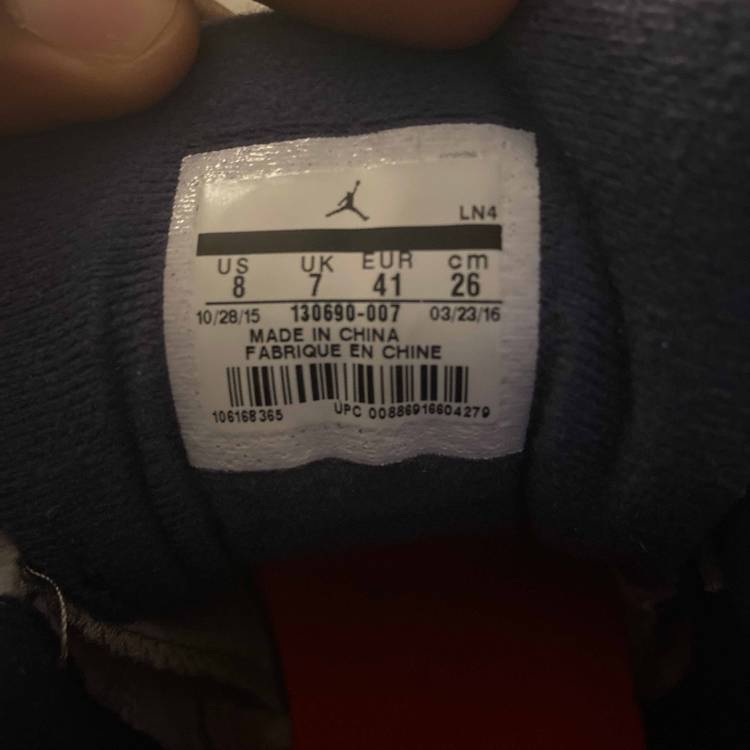 LN4
US UK EUR cm
8 7 41 26
10/28/15 130690-007 03/23/16
MADE IN CHINA
FABRIQUE EN CHINE
106168365 UPC 00886916604279